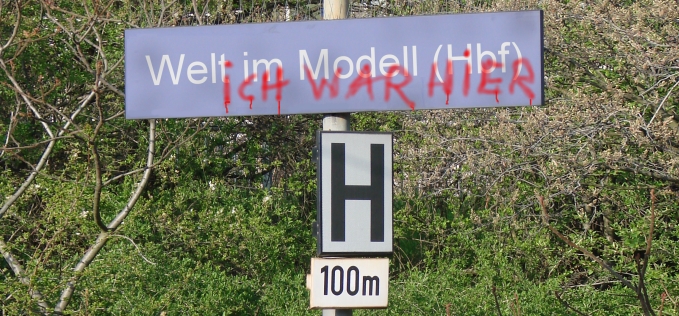 Welt im Modell (Hbf)
ich WAR HIER
H
100m